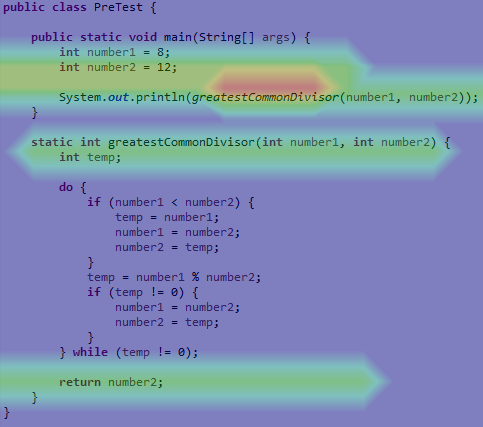 public class PreTest {
public static void main(String[] args) {
int number1 = 8;
int number2 = 12;
System.out.println(greatestCommonDivisor(number1, number2));
}
static int greatestCommonDivisor(int number1, int number2) {
int temp;
do {
if (number1 < number2) {
temp = number1;
number1 = number2;
number2 = temp;
}
temp = number1 % number2;
if (temp != 0) {
number1 = number2;
number2 = temp;
}
} while (temp != 0);
return number2;
}
}